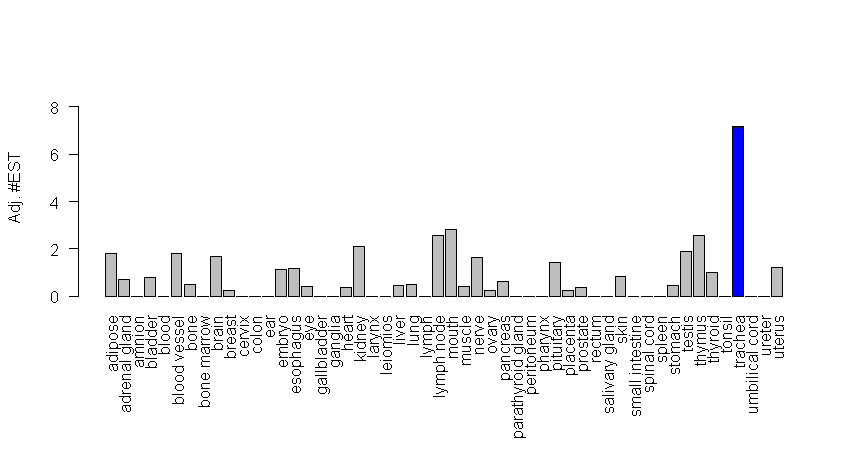 Adj. #EST
8
6
4
2
0
adipose
adrenal gland
amnion
bladder
blood
blood vessel
bone
bone marrow
brain
breast
cervix
colon
ear
embryo
esophagus
eye
gallbladder
ganglia
heart
kidney
larynx
leiomios
liver
lung
lymph
lymph node
mouth
muscle
nerve
ovary
pancreas
parathyroid gland
peritoneum
pharynx
pituitary
placenta
prostate
rectum
salivary gland
skin
small intestine
spinal cord
spleen
stomach
testis
thymus
thyroid
tonsil
trachea
umbilical cord
ureter
uterus